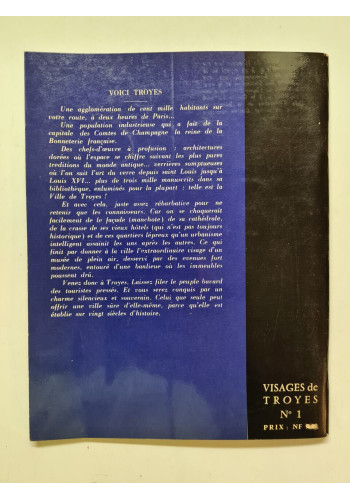 VOICI TROYES
Une agglomération de cent mille habitants sur
votre route, à deux heures de Paris...
Une population industrieuse qui a fait de la
capitale des Comtes de Champagne la reine de la
Bonneterie française.
Des chefs-d'œuvre à profusion : architectures
dorées où l'espace se chiffre suivant les plus pures
traditions du monde antique... verrières somptueuses
où l'on suit l'art du verre depuis saint Louis jusqu'à
Louis XVI... plus de trois mille manuscrits dans sa
bibliothèque, enluminés pour la plupart : telle est la
Ville de Troyes !
Et avec cela, juste assez rébarbative pour ne
retenir que les connaisseurs. Car on se choquerait
facilement de la façade (manchote) de sa cathédrale,
de la crasse de ses vieux hôtels (qui n'est pas toujours
historique) et de ces quartiers lépreux qu'un urbanisme
intelligent assainit les uns après les autres. Ce qui
finit par donner à la ville l'extraordinaire visage d'un
musée de plein air, desservi par des avenues fort
modernes, entouré d'une banlieue où les immeubles
poussent drû.
Venez donc à Troyes. Laissez filer le peuple bavard
des touristes pressés. Et vous serez conquis par un
charme silencieux et souverain. Celui que seule peut
offrir une ville sûre d'elle-même, parce qu'elle est
établie sur vingt siècles d'histoire.
VISAGES de
TROYES
N° 1
PRIX : NF